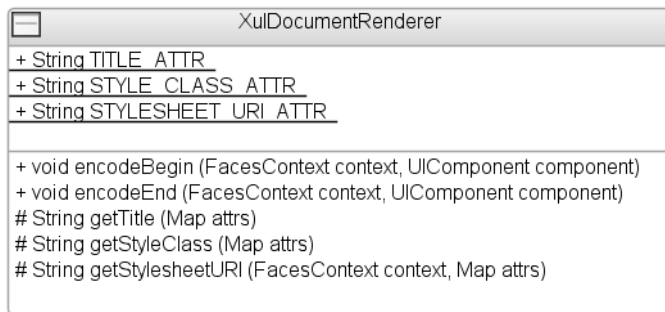 XulDocumentRenderer
+ String TITLE_ATTR
+ String STYLE_CLASS_ATTR
+ String STYLESHEET_URI_ATTR
+ void encodeBegin (FacesContext context, UIComponent component)
+ void encodeEnd (FacesContext context, UIComponent component)
# String getTitle (Map attrs)
# String getStyleClass (Map attrs)
# String getStylesheetURI (FacesContext context, Map attrs)